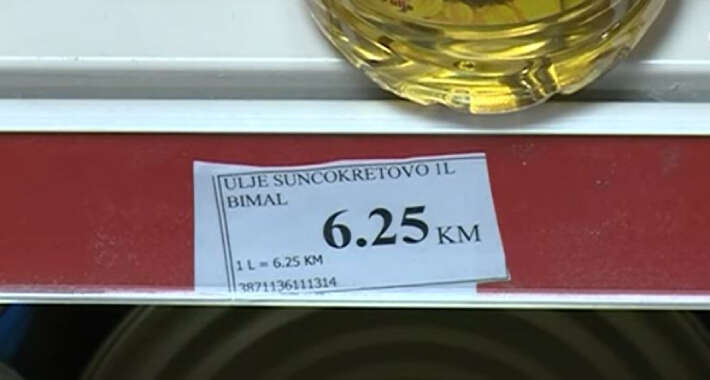 ULJE SUNCOKRETOVO 1L
BIMAL
6.25 KM
1 L = 6.25 KM
3871136111314